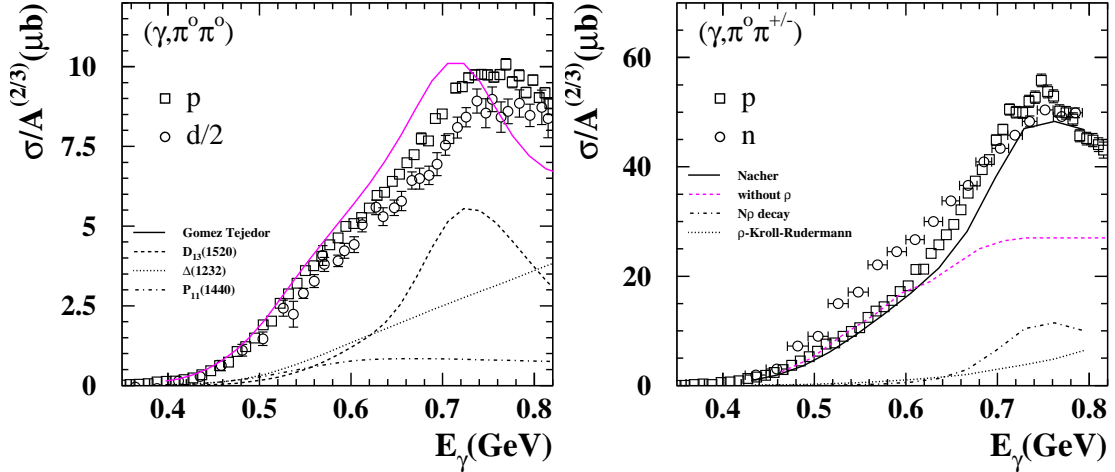 (γ,π°π°)
σ/A^(2/3)(μb)
10
7.5
5
2.5
0
p
d/2
Gomez Tejedor
D₁₃(1520)
Δ(1232)
P₁₁(1440)
0.4 0.5 0.6 0.7 0.8
E_γ(GeV)
(γ,π°π^+/-)
σ/A^(2/3)(μb)
60
40
20
0
p
n
Nacher
without ρ
Nρ decay
ρ-Kroll-Rudermann
0.4 0.5 0.6 0.7 0.8
E_γ(GeV)